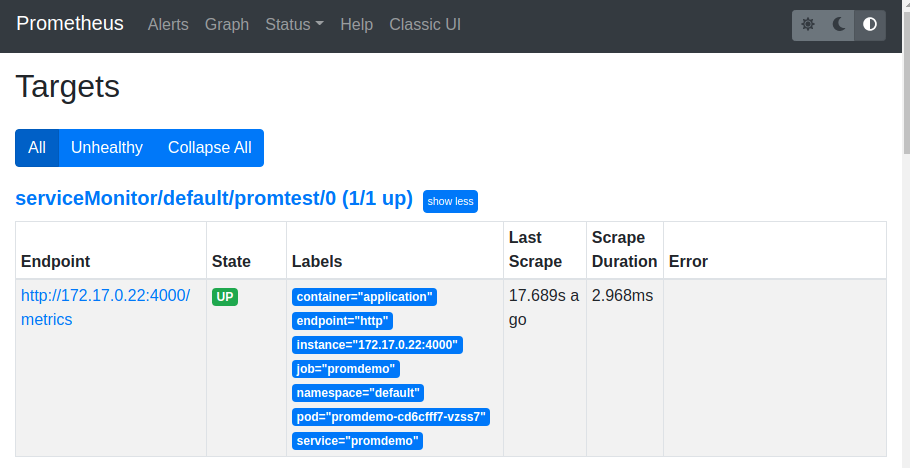 Prometheus Alerts Graph Status Help Classic UI
Targets
All Unhealthy Collapse All
serviceMonitor/default/promtest/0 (1/1 up) show less
Endpoint State Labels Last Scrape Scrape Duration Error
http://172.17.0.22:4000/
metrics
UP
container="application"
endpoint="http"
instance="172.17.0.22:4000"
job="promdemo"
namespace="default"
pod="promdemo-cd6cfff7-vzss7"
service="promdemo"
17.689s a
go
2.968ms